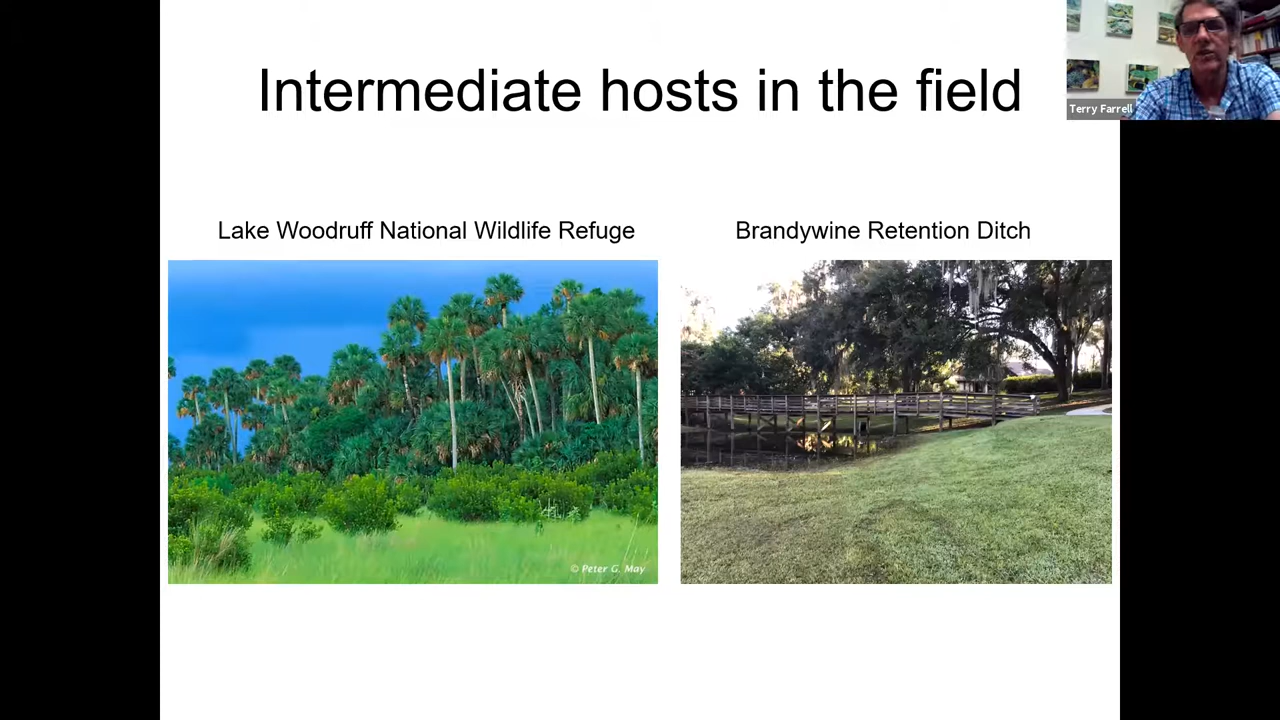 Intermediate hosts in the field
Terry Farrell
Lake Woodruff National Wildlife Refuge
Brandywine Retention Ditch
© Peter G. May